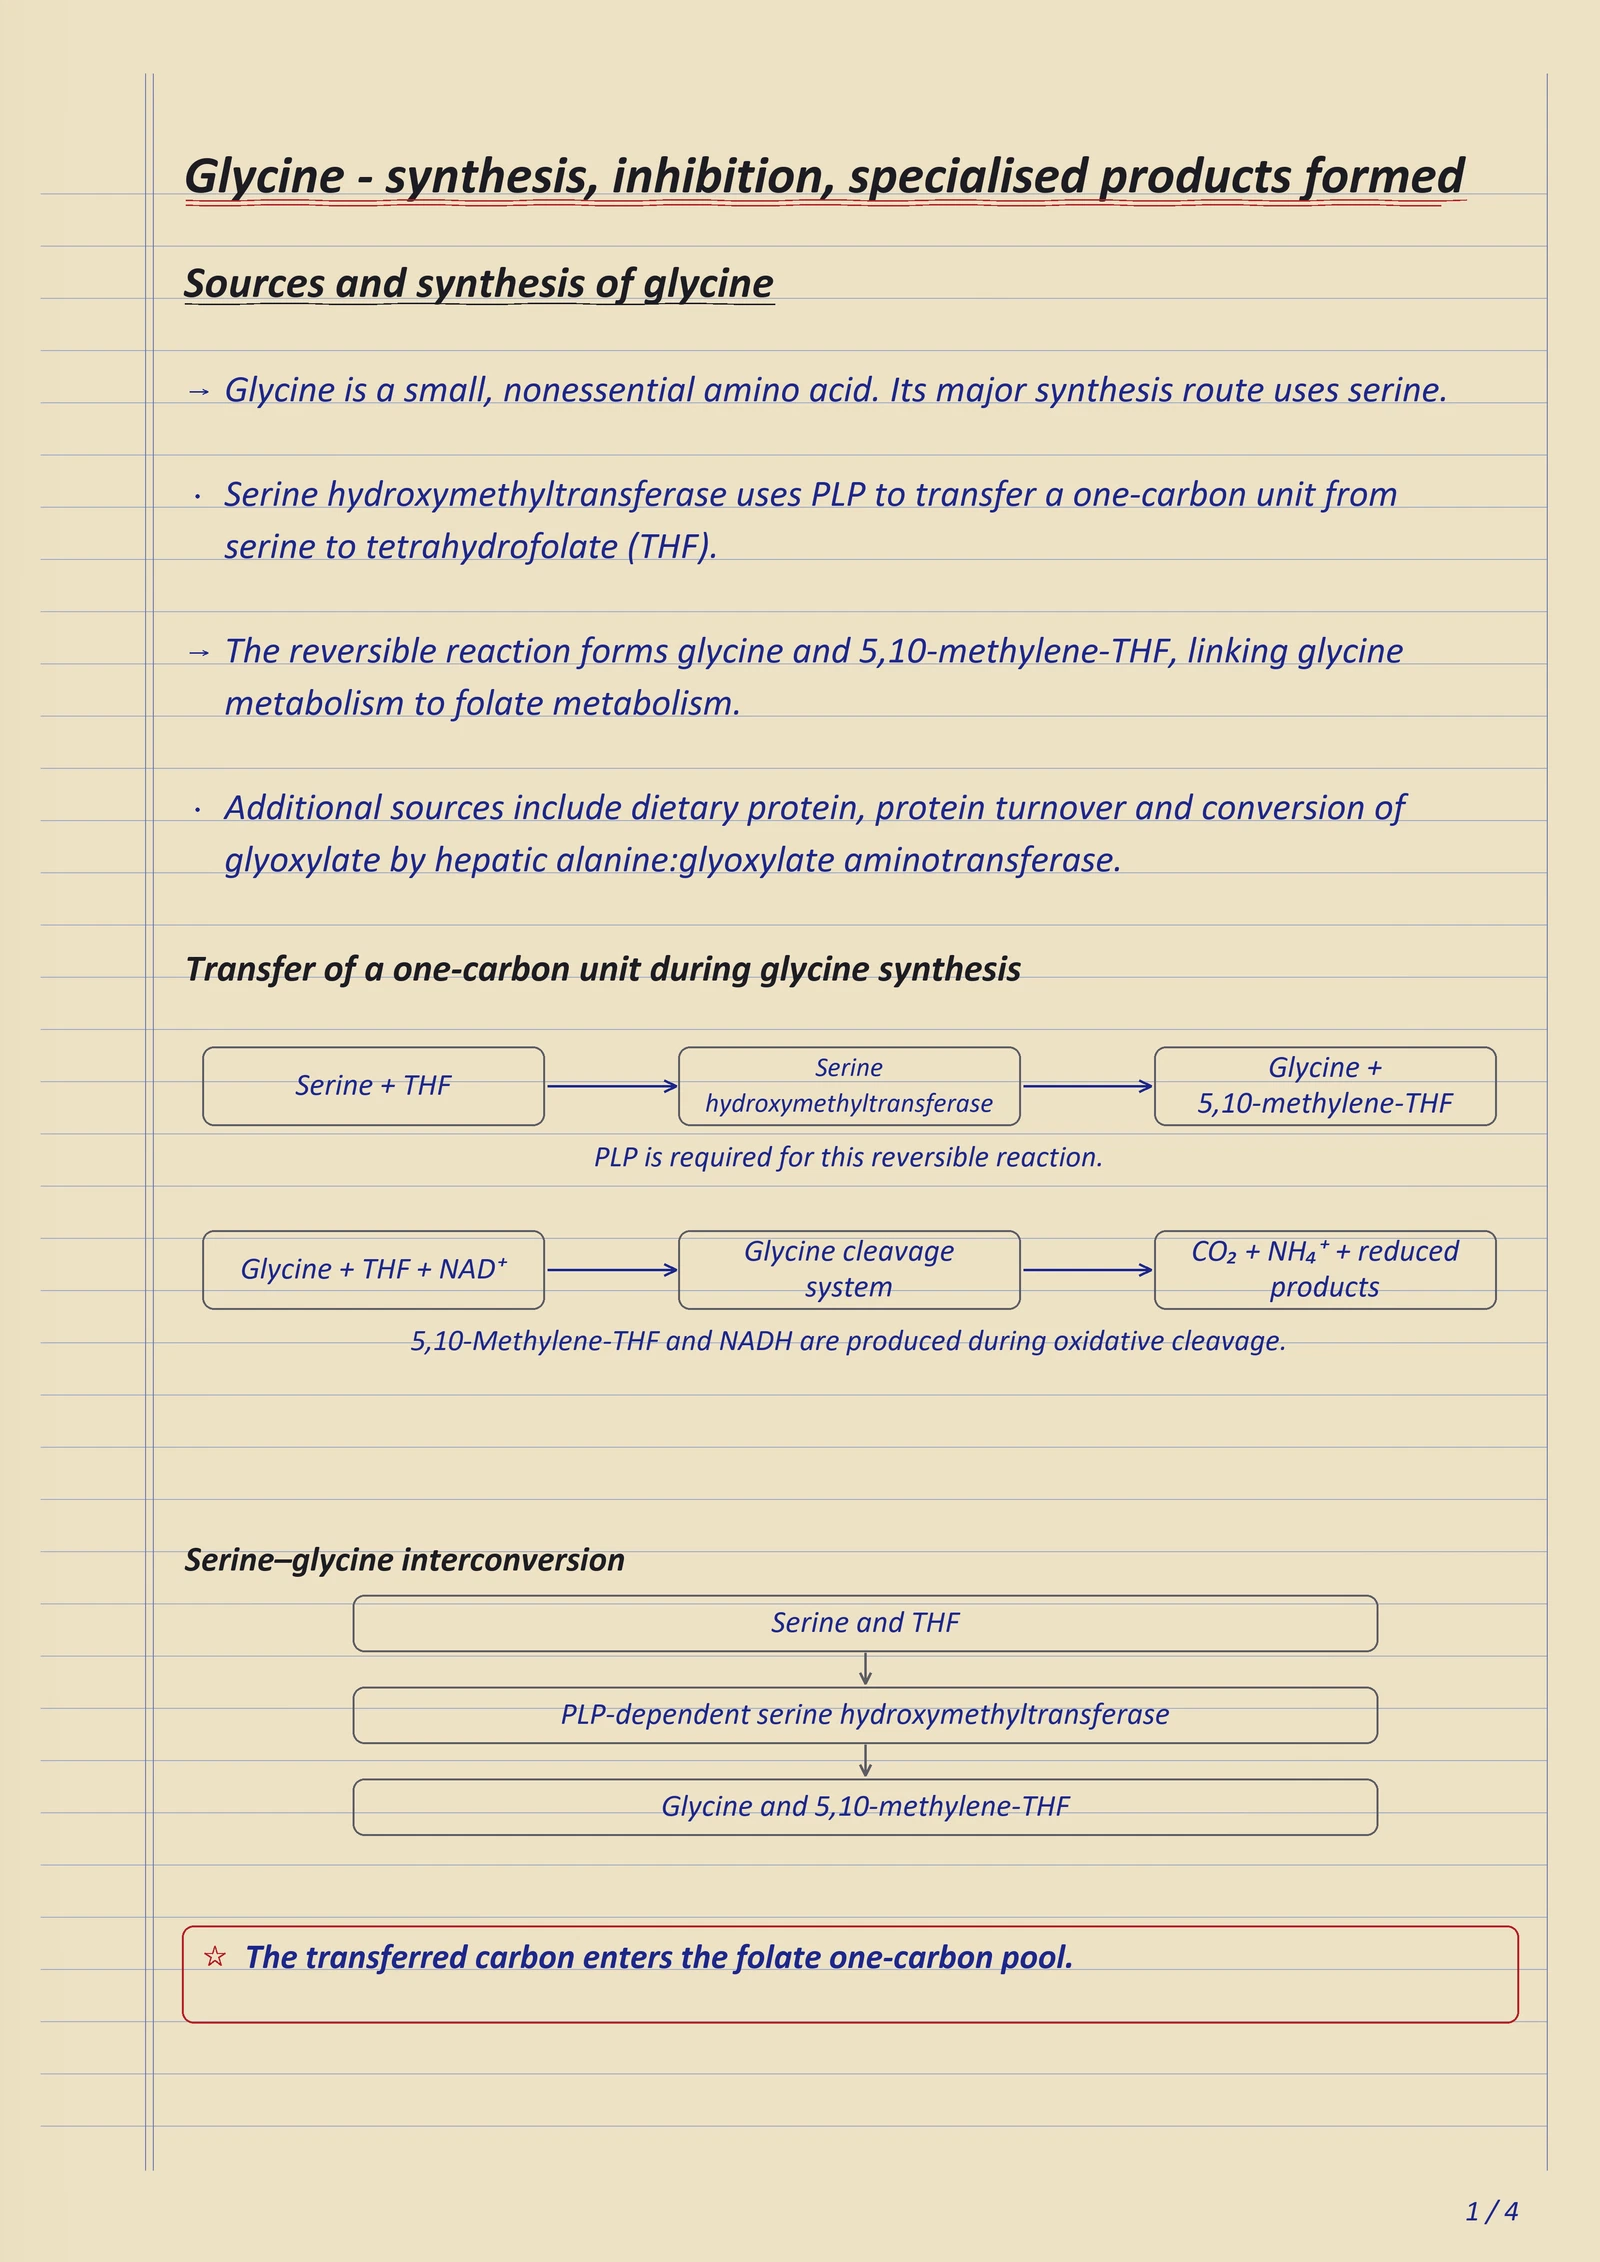 Glycine - synthesis, inhibition, specialised products formed
Sources and synthesis of glycine
→ Glycine is a small, nonessential amino acid. Its major synthesis route uses serine.
· Serine hydroxymethyltransferase uses PLP to transfer a one-carbon unit from
serine to tetrahydrofolate (THF).
→ The reversible reaction forms glycine and 5,10-methylene-THF, linking glycine
metabolism to folate metabolism.
· Additional sources include dietary protein, protein turnover and conversion of
glyoxylate by hepatic alanine:glyoxylate aminotransferase.
Transfer of a one-carbon unit during glycine synthesis
Serine + THF
Serine
hydroxymethyltransferase
Glycine +
5,10-methylene-THF
PLP is required for this reversible reaction.
Glycine + THF + NAD⁺
Glycine cleavage
system
CO₂ + NH₄⁺ + reduced
products
5,10-Methylene-THF and NADH are produced during oxidative cleavage.
Serine–glycine interconversion
Serine and THF
PLP-dependent serine hydroxymethyltransferase
Glycine and 5,10-methylene-THF
☆ The transferred carbon enters the folate one-carbon pool.
1 / 4